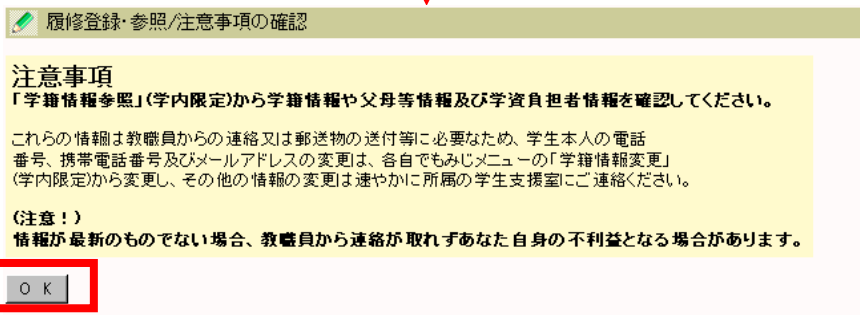 履修登録・参照/注意事項の確認
注意事項
「学籍情報参照」(学内限定)から学籍情報や父母等情報及び学資負担者情報を確認してください。
これらの情報は教職員からの連絡又は郵送物の送付等に必要なため、学生本人の電話
番号、携帯電話番号及びメールアドレスの変更は、各自でもみじメニューの「学籍情報変更」
(学内限定)から変更し、その他の情報の変更は速やかに所属の学生支援室にご連絡ください。
(注意！)
情報が最新のものでない場合、教職員から連絡が取れずあなた自身の不利益となる場合があります。
ＯＫ